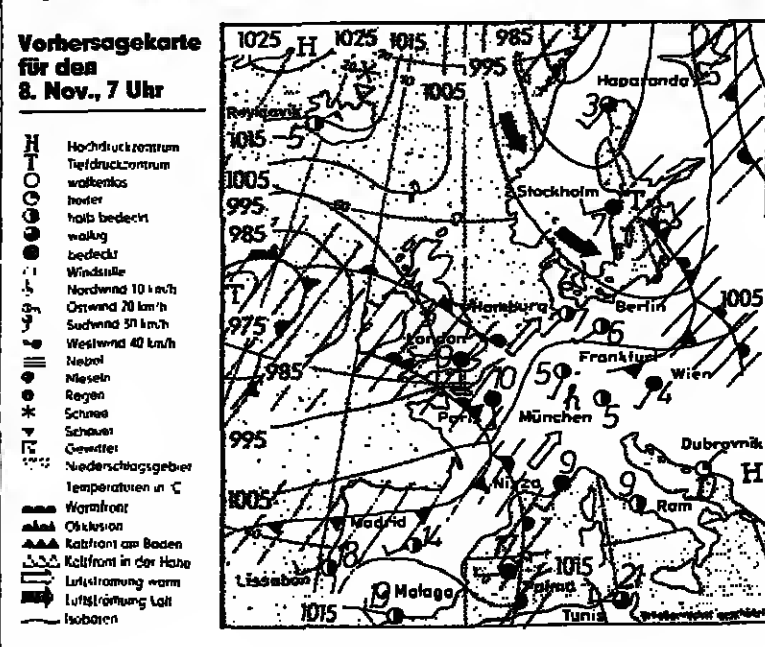 Vorhersagekarte
für den
8. Nov., 7 Uhr
H Hochdruckzentrum
T Tiefdruckzentrum
wolkenlos
heiter
halb bedeckt
wolkig
bedeckt
Windstille
Nordwind 10 km/h
Ostwind 20 km/h
Südwind 30 km/h
Westwind 40 km/h
Nebel
Nieseln
Regen
Schnee
Schauer
Gewitter
Niederschlagsgebiet
Temperaturen in °C
Warmfront
Okklusion
Kaltfront am Boden
Kaltfront in der Höhe
Luftströmung warm
Luftströmung kalt
Isobaren
1025 H 1025 1015 985
995
1005
Haparanda
3
Reykjavik
5
1015
1005
995
985
Stockholm
T
T
975
Hamburg
Berlin
1005
6
London
9
985
Frankfurt
5
Wien
4
10
Paris
h
München
5
995
Dubrovnik
H
Nizza
9
9
Rom
1005
Madrid
14
Lissabon
18
1015
21
Tunis
19
Malaga
1015